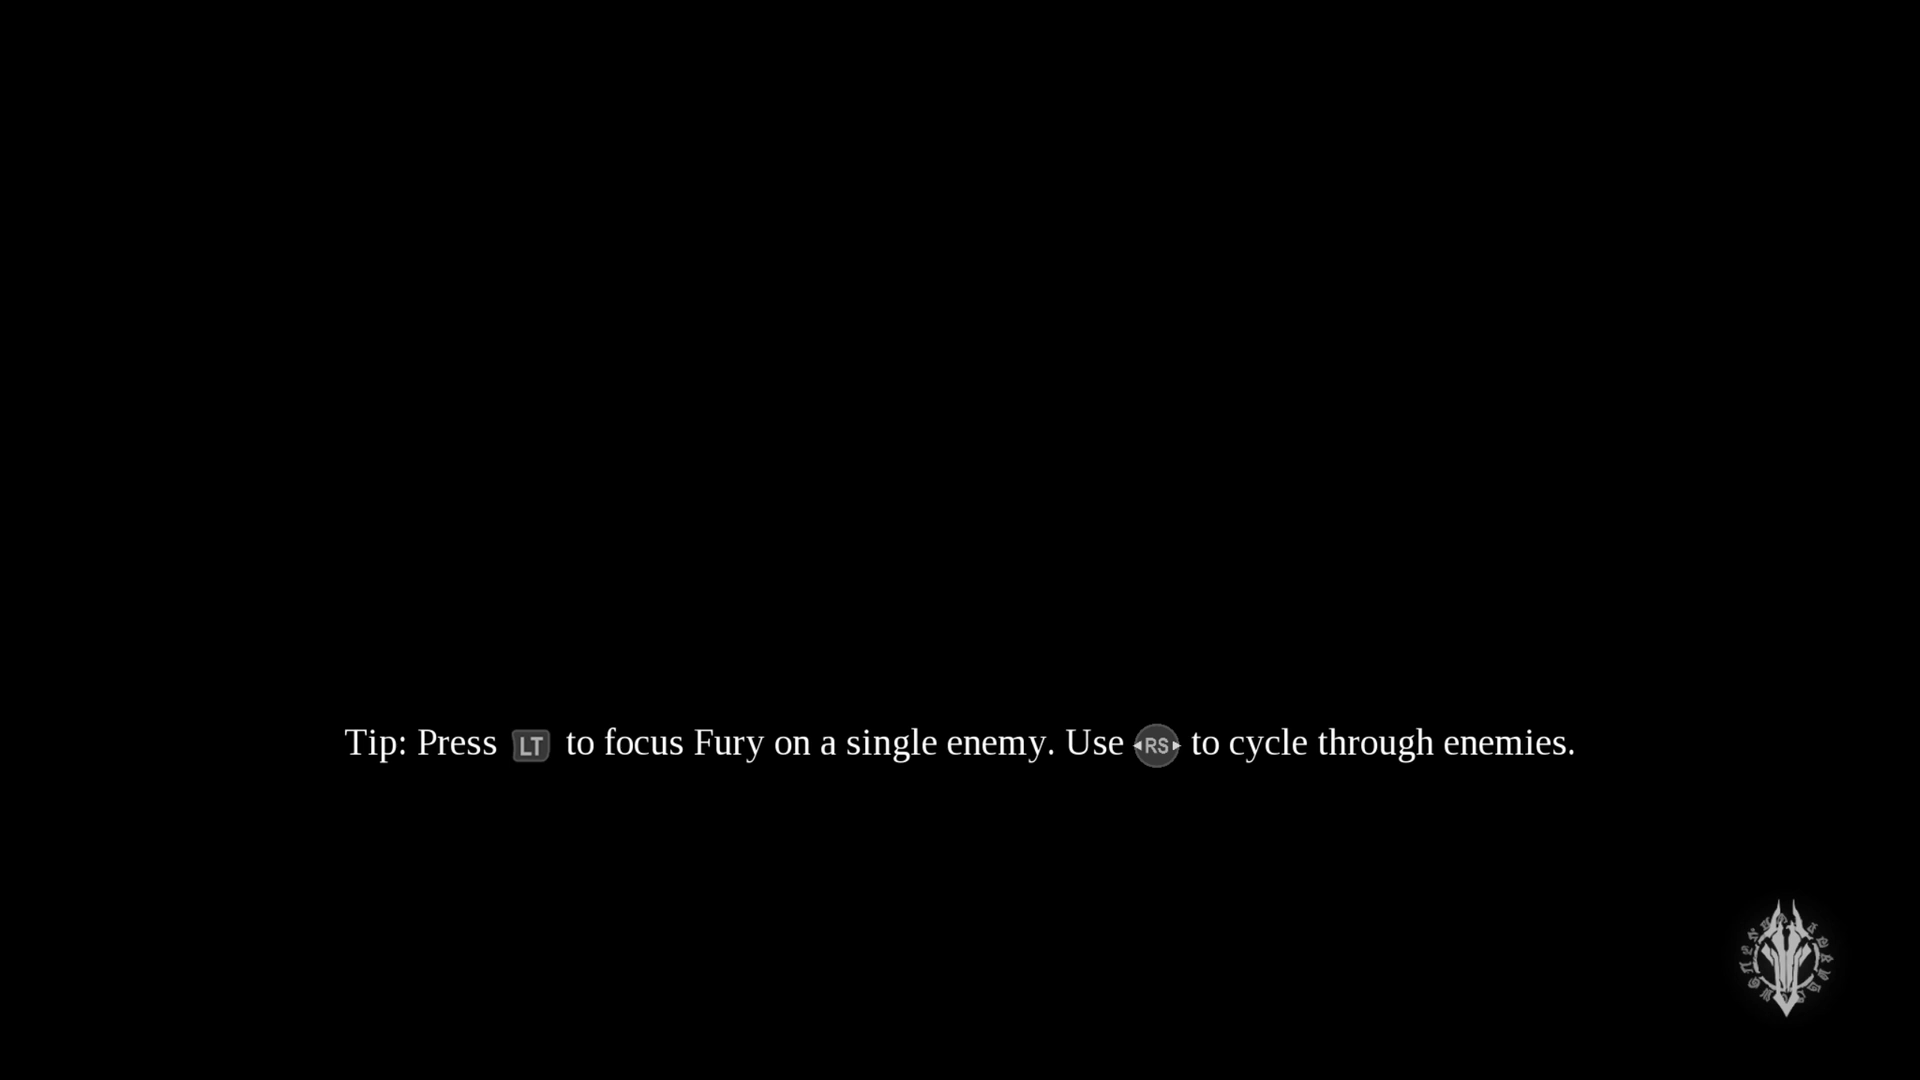 Tip: Press LT to focus Fury on a single enemy. Use RS to cycle through enemies.